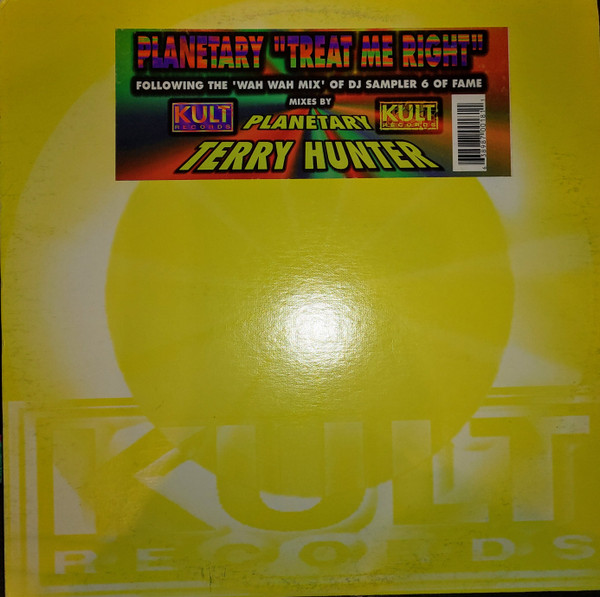 PLANETARY "TREAT ME RIGHT"
FOLLOWING THE 'WAH WAH MIX' OF DJ SAMPLER 6 OF FAME
MIXES BY
KULT
RECORDS
PLANETARY
KULT
RECORDS
TERRY HUNTER
KULT
RECORDS